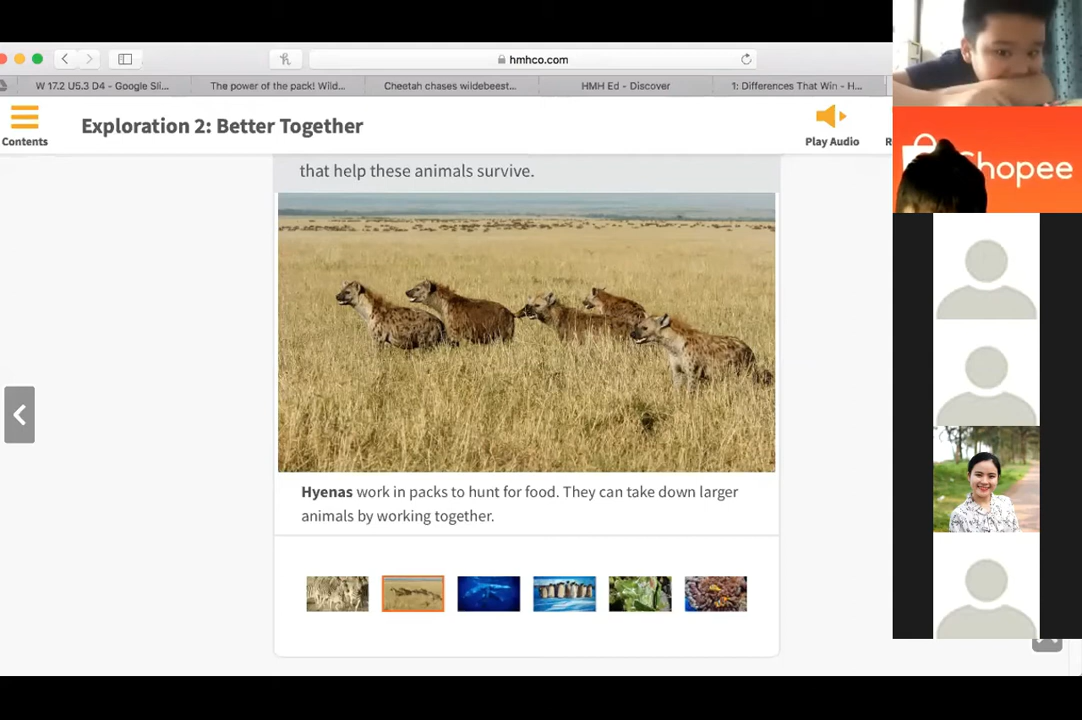 hmhco.com
W 17.2 U5.3 D4 - Google Sli...
The power of the pack! Wild...
Cheetah chases wildebeest...
HMH Ed - Discover
1: Differences That Win - H...
Contents
Exploration 2: Better Together
Play Audio
R
that help these animals survive.
Hyenas work in packs to hunt for food. They can take down larger
animals by working together.
Shopee